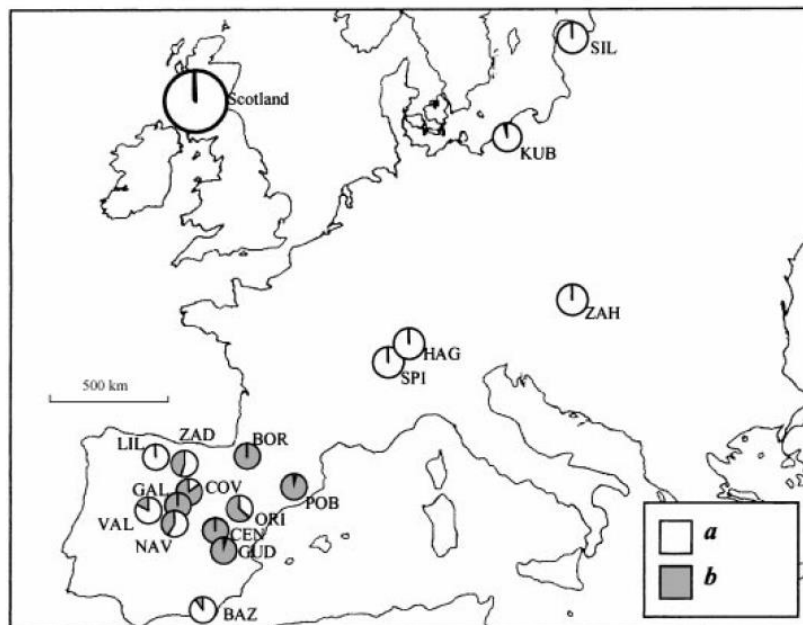 SIL
Scotland
KUB
ZAH
HAG
SPI
500 km
ZAD
BOR
LIL
GAL
COV
POB
VAL
ORI
NAV
CEN
GUD
BAZ
a
b